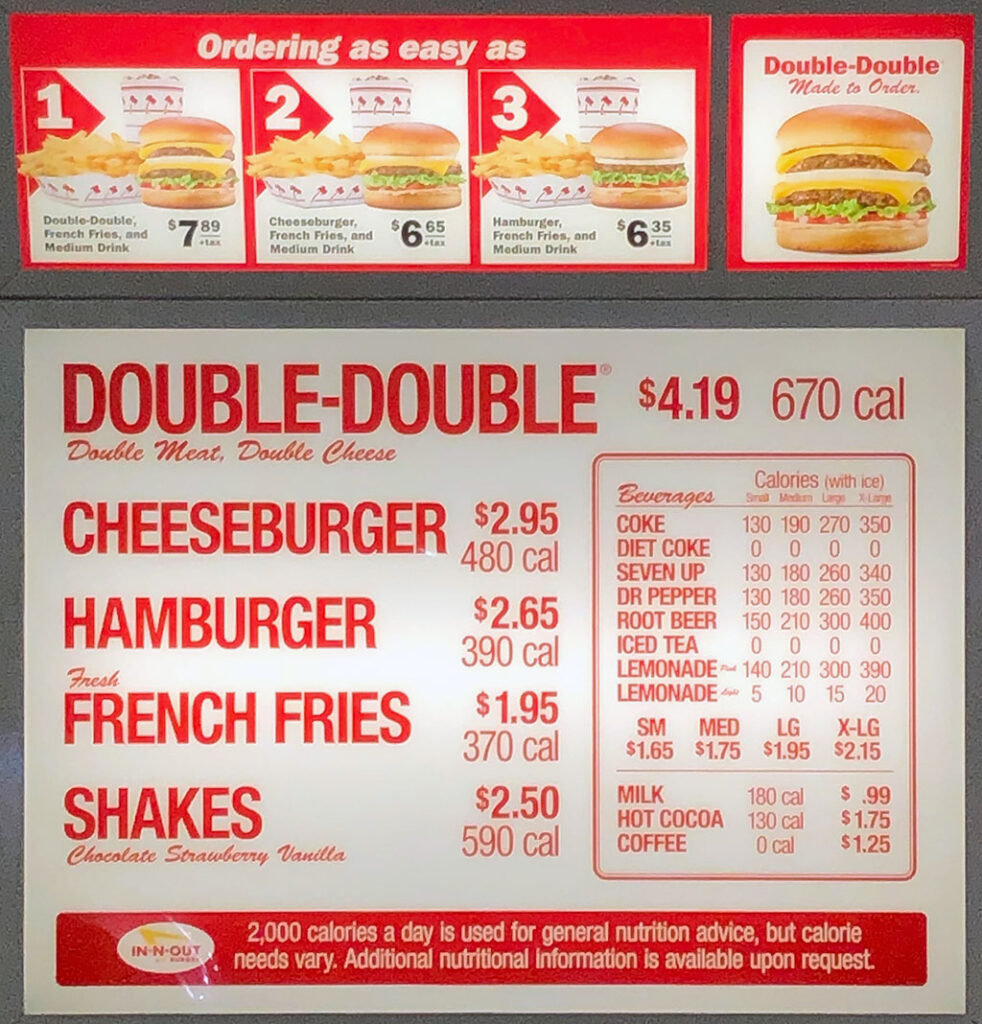 Ordering as easy as
1
Double-Double,
French Fries, and
Medium Drink
$7 89
+tax
2
Cheeseburger,
French Fries, and
Medium Drink
$6 65
+tax
3
Hamburger,
French Fries, and
Medium Drink
$6 35
+tax
Double-Double
Made to Order.
DOUBLE-DOUBLE® $4.19 670 cal
Double Meat, Double Cheese
CHEESEBURGER $2.95
480 cal
HAMBURGER $2.65
390 cal
Fresh
FRENCH FRIES $1.95
370 cal
SHAKES $2.50
590 cal
Chocolate Strawberry Vanilla
Calories (with ice)
Beverages Small Medium Large X-Large
COKE 130 190 270 350
DIET COKE 0 0 0 0
SEVEN UP 130 180 260 340
DR PEPPER 130 180 260 350
ROOT BEER 150 210 300 400
ICED TEA 0 0 0 0
LEMONADE Pink 140 210 300 390
LEMONADE Light 5 10 15 20
SM MED LG X-LG
$1.65 $1.75 $1.95 $2.15
MILK 180 cal $ .99
HOT COCOA 130 cal $1.75
COFFEE 0 cal $1.25
IN-N-OUT
BURGER
2,000 calories a day is used for general nutrition advice, but calorie
needs vary. Additional nutritional information is available upon request.